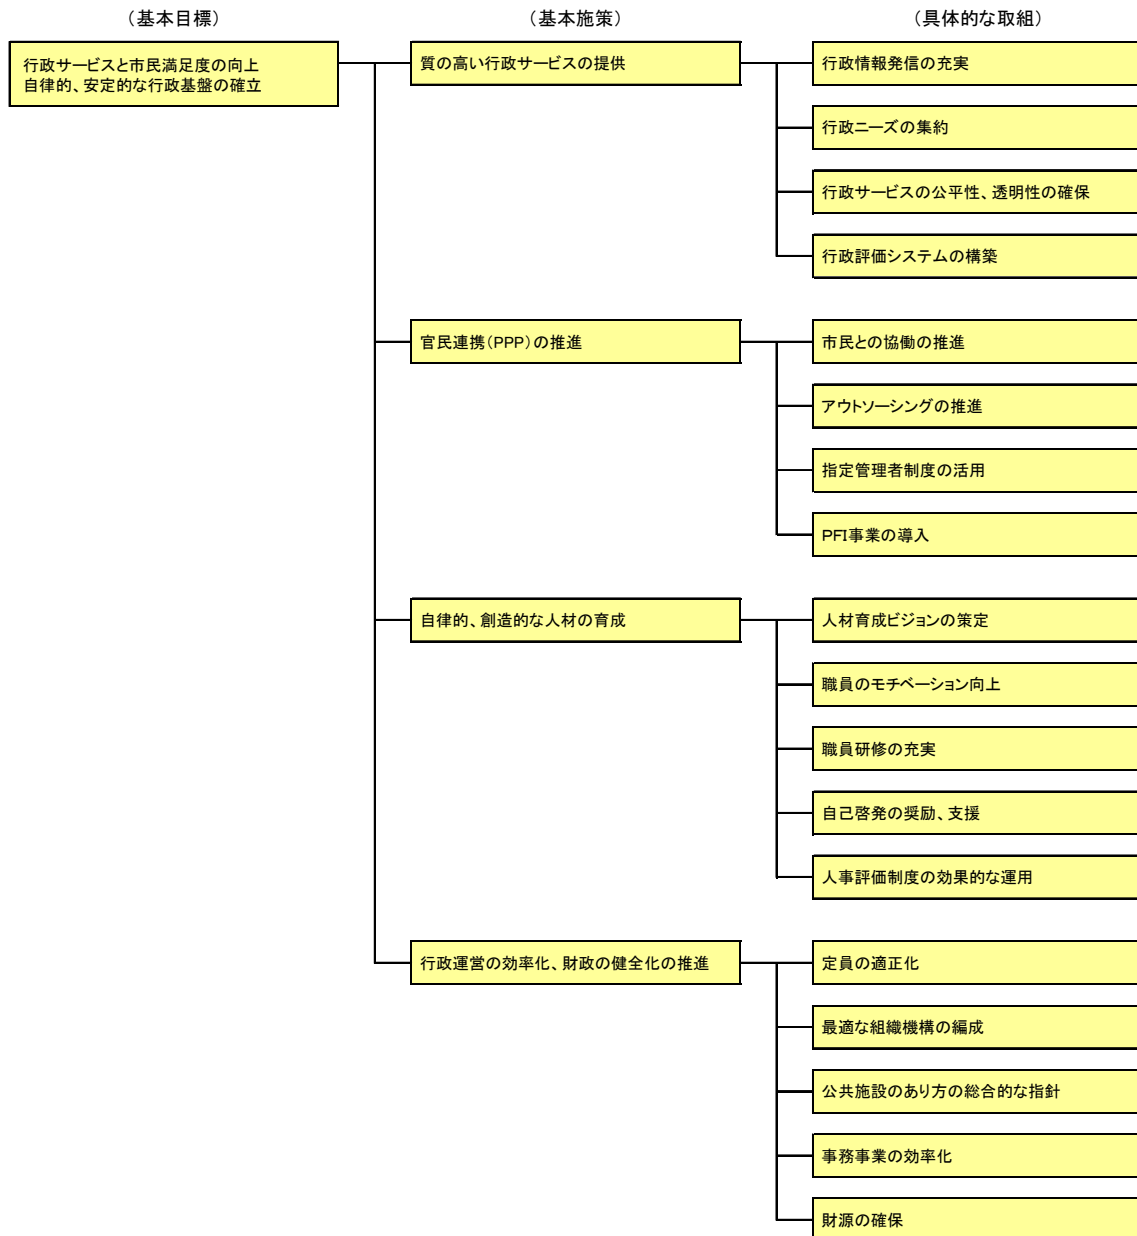 （基本目標）
（基本施策）
（具体的な取組）
行政サービスと市民満足度の向上
自律的、安定的な行政基盤の確立
質の高い行政サービスの提供
行政情報発信の充実
行政ニーズの集約
行政サービスの公平性、透明性の確保
行政評価システムの構築
官民連携（PPP）の推進
市民との協働の推進
アウトソーシングの推進
指定管理者制度の活用
PFI事業の導入
自律的、創造的な人材の育成
人材育成ビジョンの策定
職員のモチベーション向上
職員研修の充実
自己啓発の奨励、支援
人事評価制度の効果的な運用
行政運営の効率化、財政の健全化の推進
定員の適正化
最適な組織機構の編成
公共施設のあり方の総合的な指針
事務事業の効率化
財源の確保